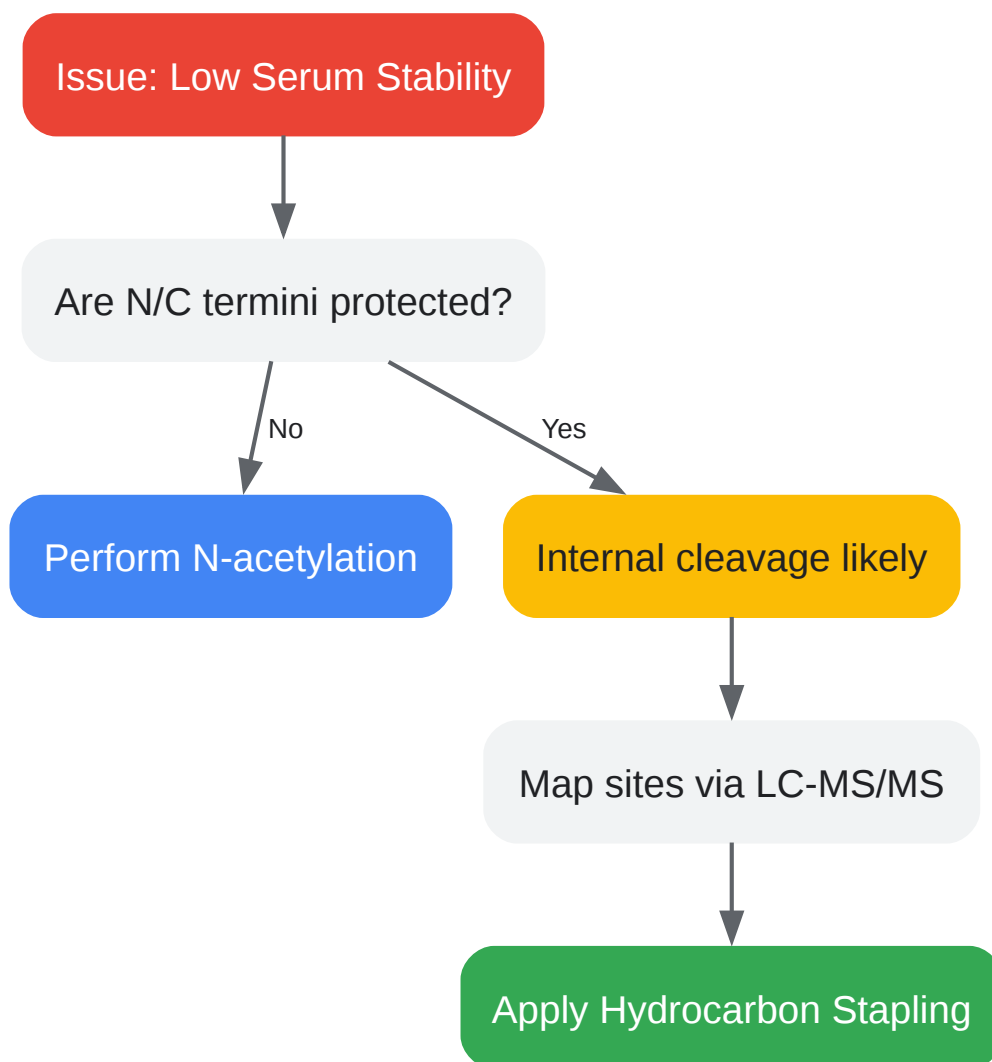 Issue: Low Serum Stability
Are N/C termini protected?
No
Yes
Perform N-acetylation
Internal cleavage likely
Map sites via LC-MS/MS
Apply Hydrocarbon Stapling